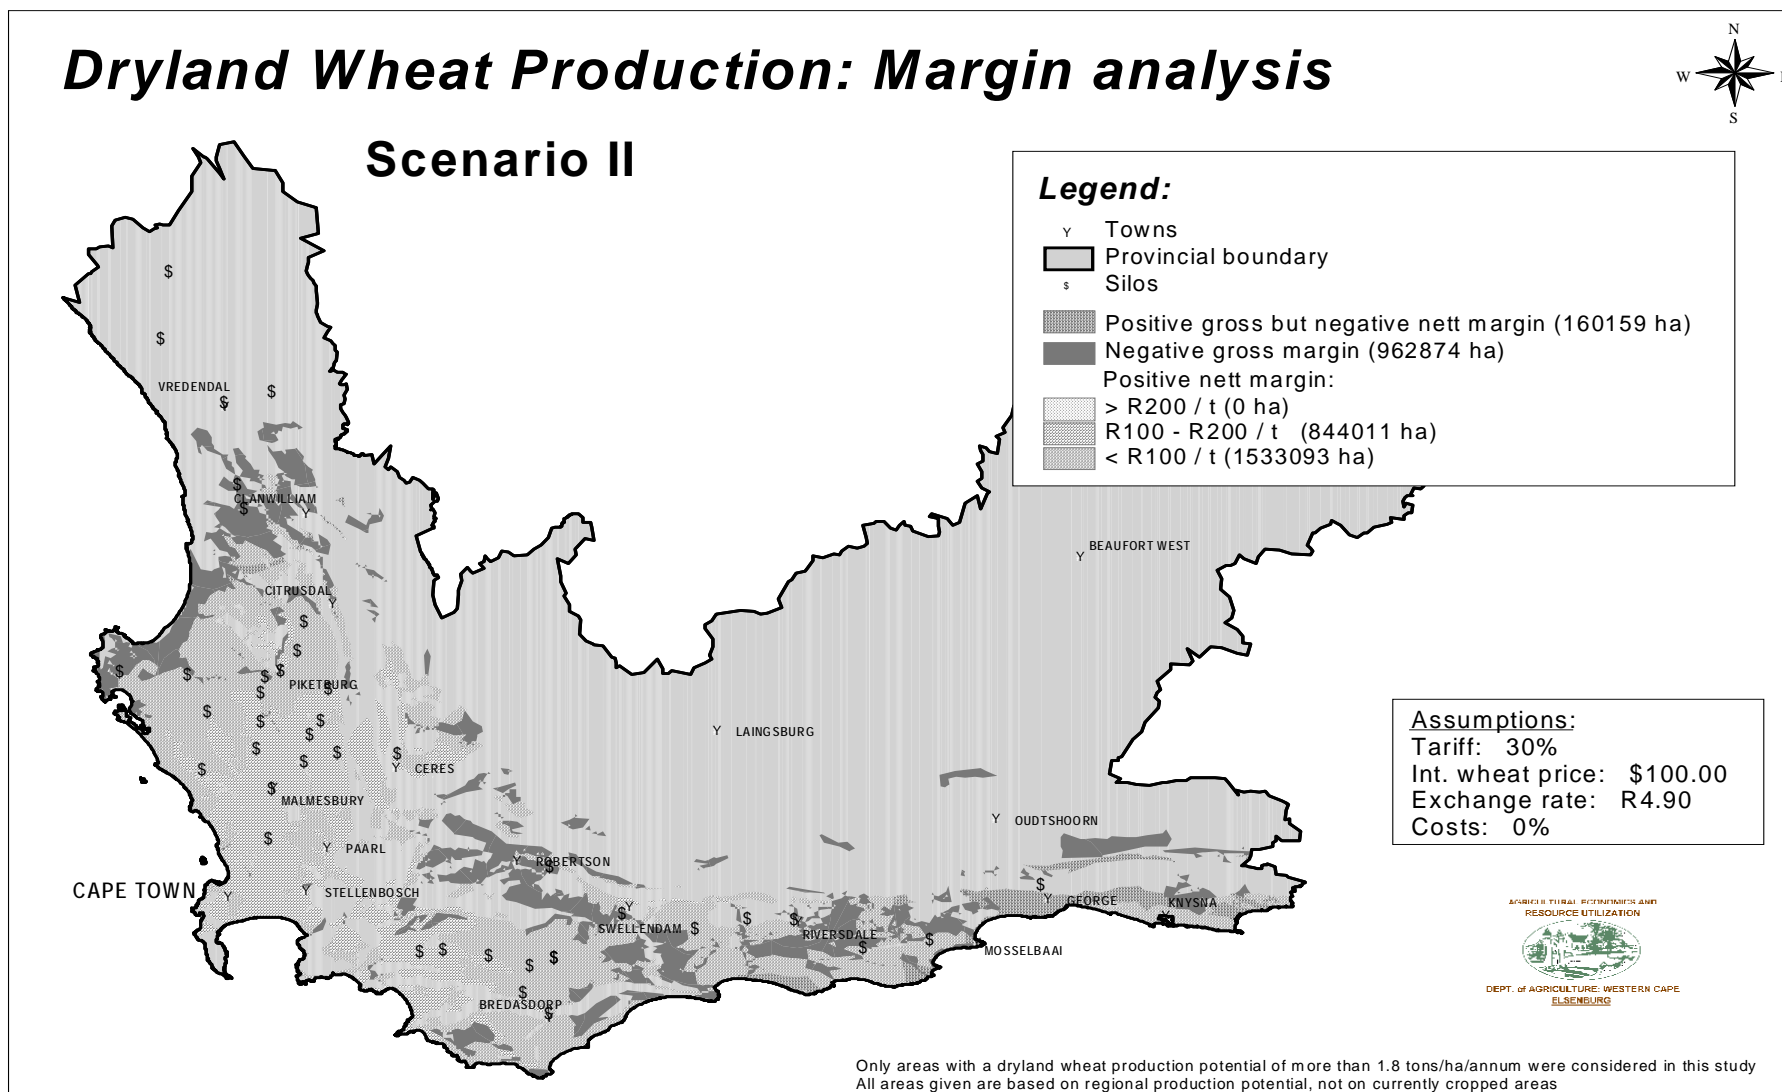 Dryland Wheat Production: Margin analysis
Scenario II
N
W
S
Legend:
Y Towns
Provincial boundary
$ Silos
Positive gross but negative nett margin (160159 ha)
Negative gross margin (962874 ha)
Positive nett margin:
> R200 / t (0 ha)
R100 - R200 / t (844011 ha)
< R100 / t (1533093 ha)
VREDENDAL
CLANWILLIAM
BEAUFORT WEST
CITRUSDAL
PIKETBURG
LAINGSBURG
CERES
MALMESBURY
OUDTSHOORN
PAARL
ROBERTSON
CAPE TOWN
STELLENBOSCH
GEORGE
KNYSNA
SWELLENDAM
RIVERSDALE
MOSSELBAAI
BREDASDORP
Assumptions:
Tariff: 30%
Int. wheat price: $100.00
Exchange rate: R4.90
Costs: 0%
AGRICULTURAL ECONOMICS AND
RESOURCE UTILIZATION
DEPT. of AGRICULTURE: WESTERN CAPE
ELSENBURG
Only areas with a dryland wheat production potential of more than 1.8 tons/ha/annum were considered in this study
All areas given are based on regional production potential, not on currently cropped areas